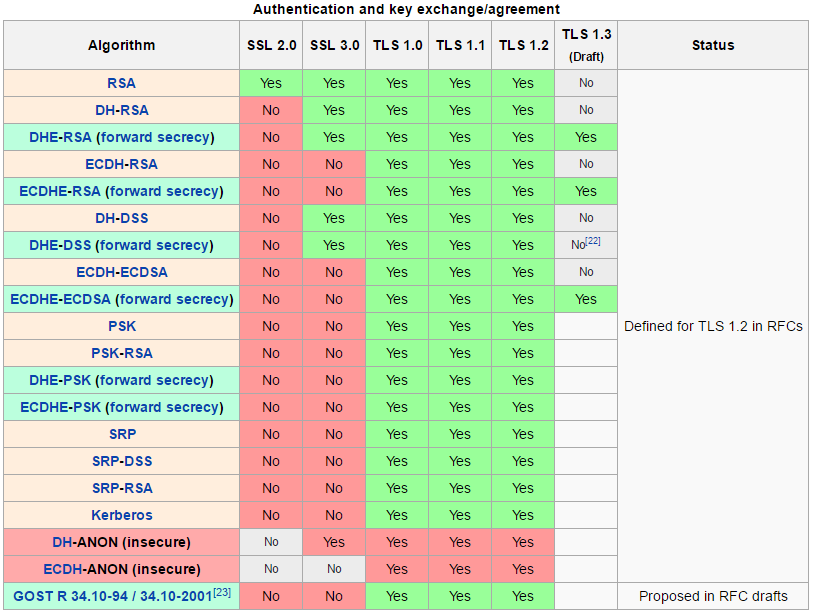 Authentication and key exchange/agreement
Algorithm SSL 2.0 SSL 3.0 TLS 1.0 TLS 1.1 TLS 1.2 TLS 1.3 (Draft) Status
RSA Yes Yes Yes Yes Yes No
DH-RSA No Yes Yes Yes Yes No
DHE-RSA (forward secrecy) No Yes Yes Yes Yes Yes
ECDH-RSA No No Yes Yes Yes No
ECDHE-RSA (forward secrecy) No No Yes Yes Yes Yes
DH-DSS No Yes Yes Yes Yes No
DHE-DSS (forward secrecy) No Yes Yes Yes Yes No[22]
ECDH-ECDSA No No Yes Yes Yes No
ECDHE-ECDSA (forward secrecy) No No Yes Yes Yes Yes
PSK No No Yes Yes Yes Defined for TLS 1.2 in RFCs
PSK-RSA No No Yes Yes Yes
DHE-PSK (forward secrecy) No No Yes Yes Yes
ECDHE-PSK (forward secrecy) No No Yes Yes Yes
SRP No No Yes Yes Yes
SRP-DSS No No Yes Yes Yes
SRP-RSA No No Yes Yes Yes
Kerberos No No Yes Yes Yes
DH-ANON (insecure) No Yes Yes Yes Yes
ECDH-ANON (insecure) No No Yes Yes Yes
GOST R 34.10-94 / 34.10-2001[23] No No Yes Yes Yes Proposed in RFC drafts